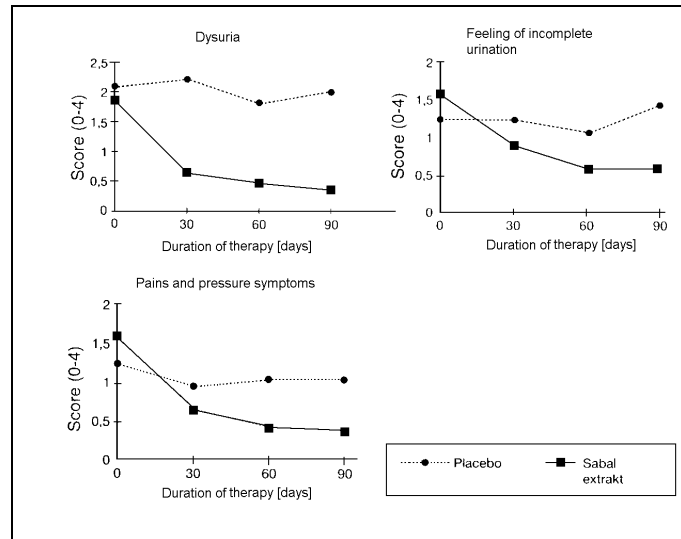 Dysuria
Score (0-4)
2,5
2
1,5
1
0,5
0
0 30 60 90
Duration of therapy [days]
Feeling of incomplete
urination
Score (0-4)
2
1,5
1
0,5
0
0 30 60 90
Duration of therapy [days]
Pains and pressure symptoms
Score (0-4)
2
1,5
1
0.5
0
0 30 60 90
Duration of therapy [days]
Placebo
Sabal
extrakt